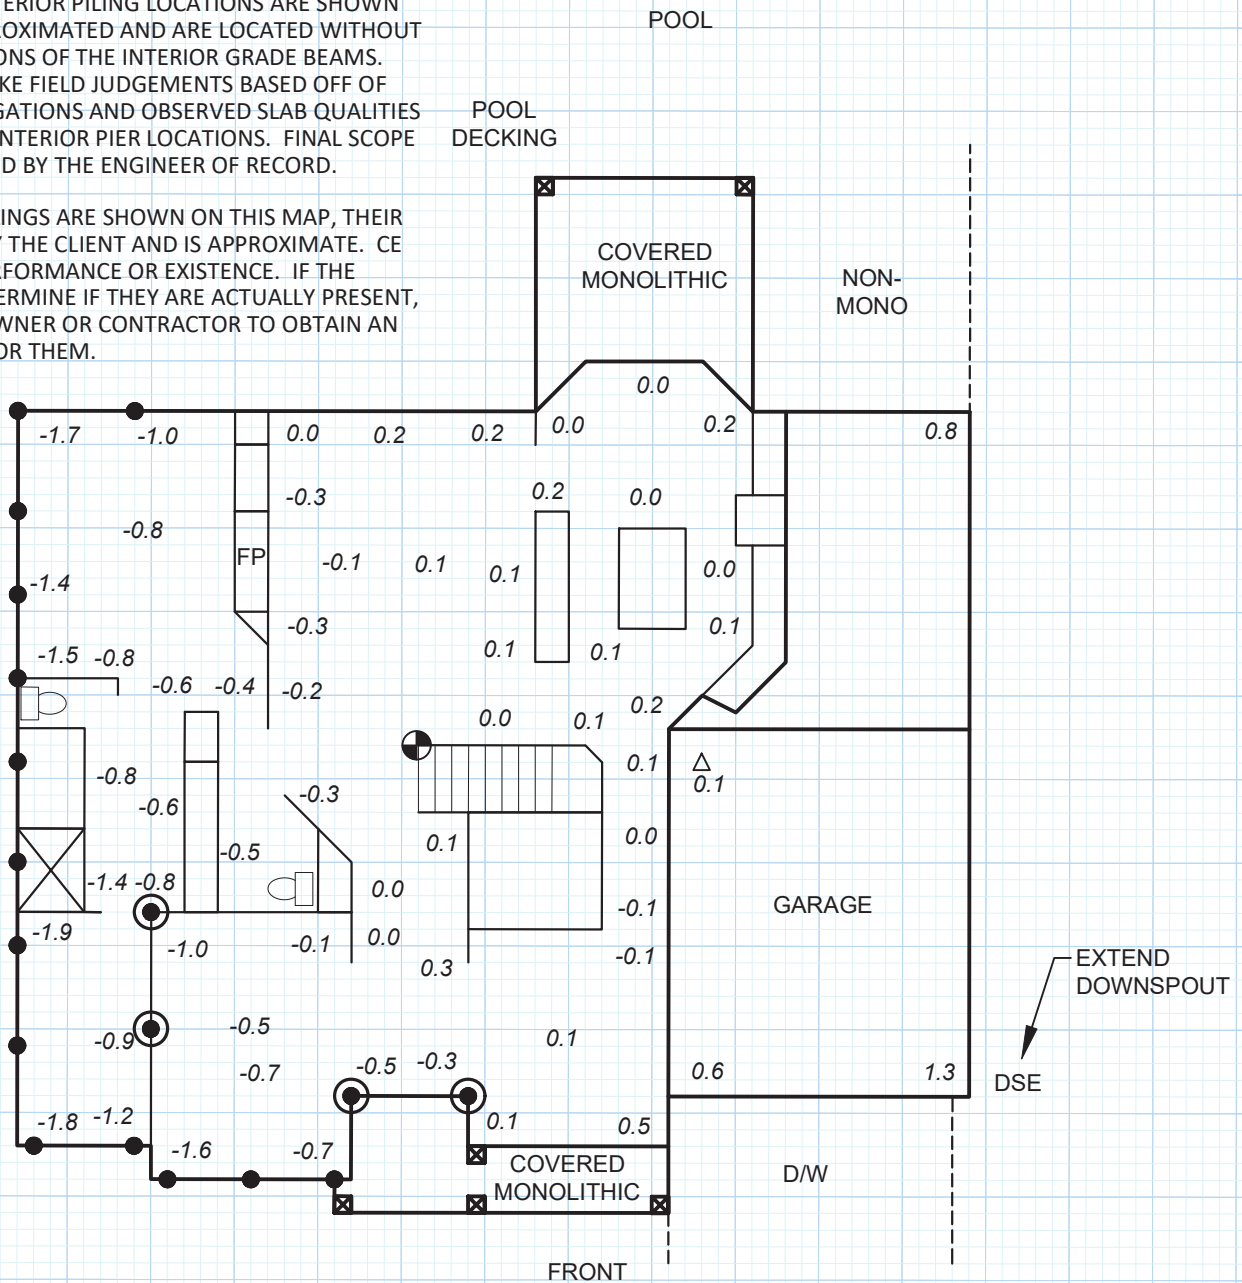 ERIOR PILING LOCATIONS ARE SHOWN
OXIMATED AND ARE LOCATED WITHOUT
ONS OF THE INTERIOR GRADE BEAMS.
KE FIELD JUDGEMENTS BASED OFF OF
GATIONS AND OBSERVED SLAB QUALITIES
NTERIOR PIER LOCATIONS. FINAL SCOPE
D BY THE ENGINEER OF RECORD.
INGS ARE SHOWN ON THIS MAP, THEIR
Y THE CLIENT AND IS APPROXIMATE. CE
RFORMANCE OR EXISTENCE. IF THE
ERMINE IF THEY ARE ACTUALLY PRESENT,
WNER OR CONTRACTOR TO OBTAIN AN
OR THEM.
POOL
POOL
DECKING
COVERED
MONOLITHIC
NON-
MONO
0.0
-1.7 -1.0 0.0 0.2 0.2 0.0 0.2 0.8
-0.3 0.2 0.0
-0.8
FP -0.1 0.1 0.1 0.0
-1.4
-0.3 0.1
-1.5 -0.8 0.1 0.1
-0.6 -0.4 -0.2 0.2
0.0 0.1
0.1
-0.8 0.1
-0.6 -0.3
0.1 0.0
-0.5
-1.4 -0.8 0.0
-0.1 GARAGE
-1.9 -1.0 -0.1 0.0 -0.1
0.3
EXTEND
DOWNSPOUT
-0.9 -0.5 0.1
-0.7 -0.5 -0.3 0.6 1.3 DSE
-1.8 -1.2 0.1 0.5
-1.6 -0.7
COVERED
MONOLITHIC
D/W
FRONT